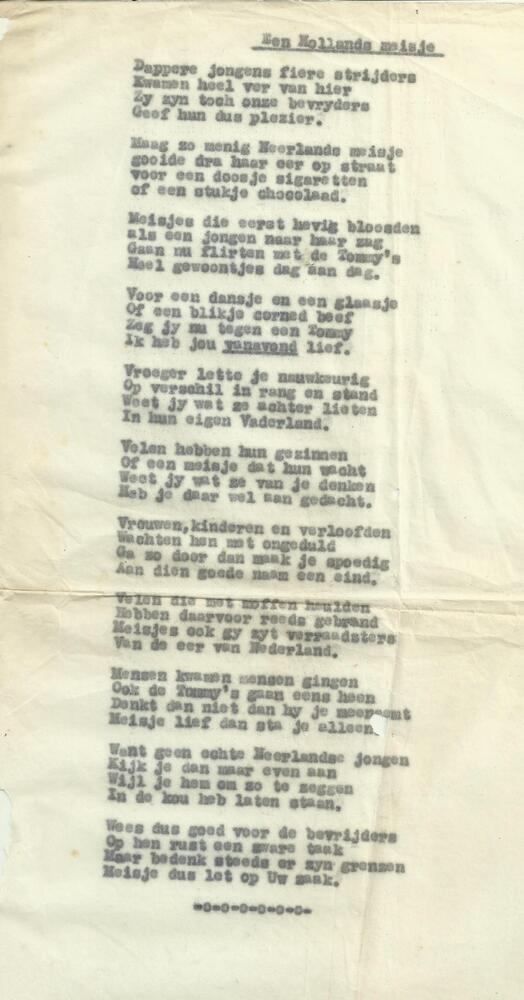 Een Hollands meisje
Dappere jongens fiere strijders
Kwamen heel ver van hier
Zy zyn toch onze bevryders
Geef hun dus plezier.
Maag zo menig Neerlands meisje
gooide dra haar eer op straat
voor een doosje sigaretten
of een stukje chocolaad.
Meisjes die eerst hevig bloosden
als een jongen naar haar zag
Gaan nu flirten met de Tommy's
Heel gewoontjes dag aan dag.
Voor een dansje en een glaasje
Of een blikje corned beef
Zeg jy nu tegen een Tommy
Ik heb jou vanavond lief.
Vroeger lette je nauwkeurig
Op verschil in rang en stand
Weet jy wat ze achter lieten
In hun eigen Vaderland.
Velen hebben hun gezinnen
Of een meisje dat hun wacht
Weet jy wat ze van je denken
Heb je daar wel aan gedacht.
Vrouwen,kinderen en verloofden
Wachten hen met ongeduld
Ga zo door dan maak je spoedig
Aan dien goede naam een eind.
Velen die met moffen heulden
Hebben daarvoor reeds gebrand
Meisjes ook gy zyt verraadsters
Van de eer van Nederland.
Mensen kwamen mensen gingen
Ook de Tommy's gaan eens heen
Denkt dan niet dan hy je meeneemt
Meisje lief dan sta je alleen
Want geen echte Neerlandse jongen
Kijk je dan maar even aan
Wijl je hem om zo te zeggen
In de kou heb laten staan.
Wees dus goed voor de bevrijders
Op hen rust een zware taak
Maar bedenk steeds er zyn grenzen
Meisje dus let op Uw zaak.
-o-o-o-o-o-o-